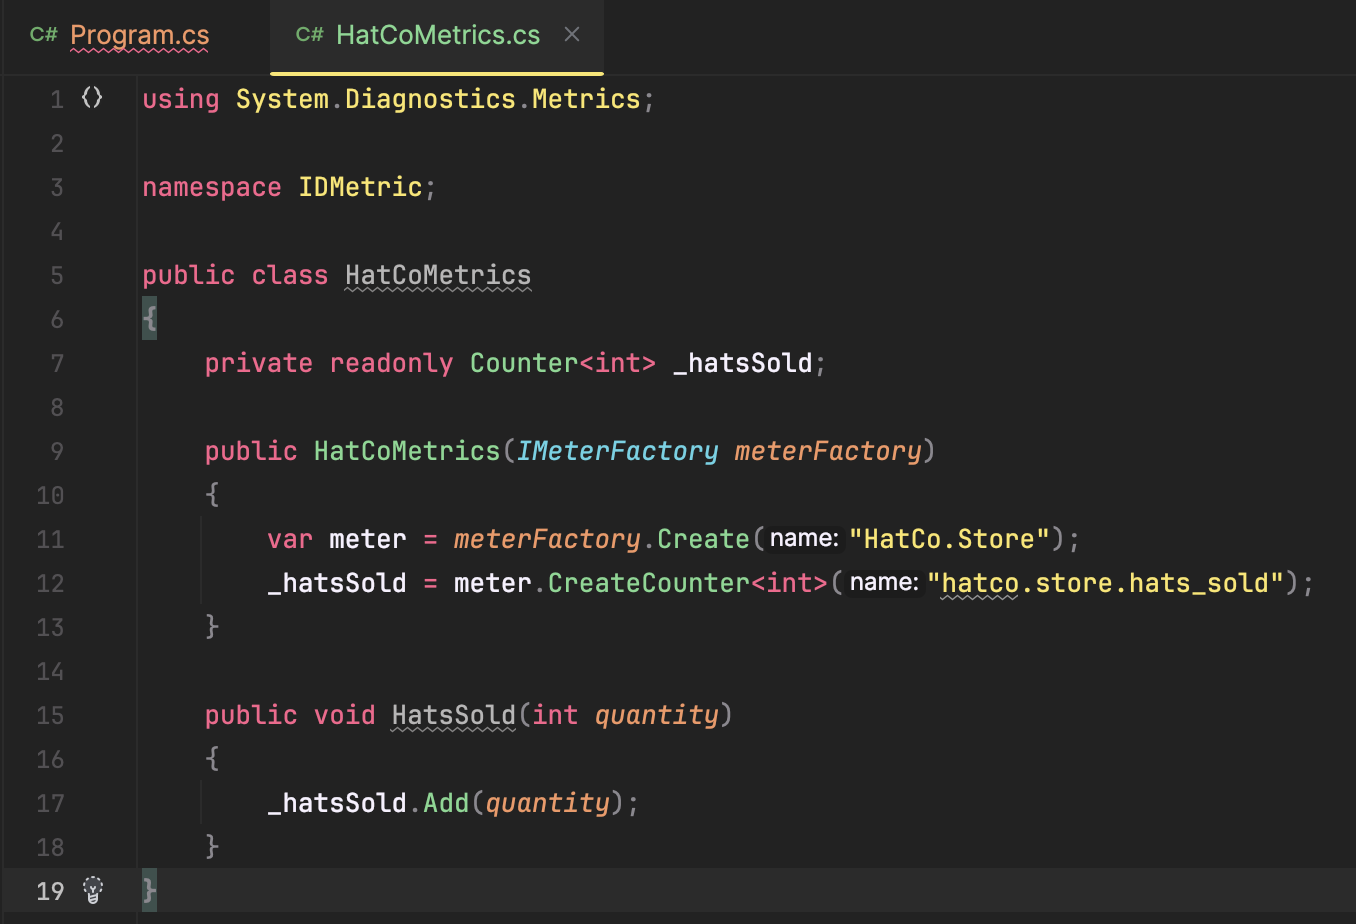 C# Program.cs C# HatCoMetrics.cs
1 using System.Diagnostics.Metrics;
2
3 namespace IDMetric;
4
5 public class HatCoMetrics
6 {
7 private readonly Counter<int> _hatsSold;
8
9 public HatCoMetrics(IMeterFactory meterFactory)
10 {
11 var meter = meterFactory.Create( name: "HatCo.Store");
12 _hatsSold = meter.CreateCounter<int>( name: "hatco.store.hats_sold");
13 }
14
15 public void HatsSold(int quantity)
16 {
17 _hatsSold.Add(quantity);
18 }
19 }